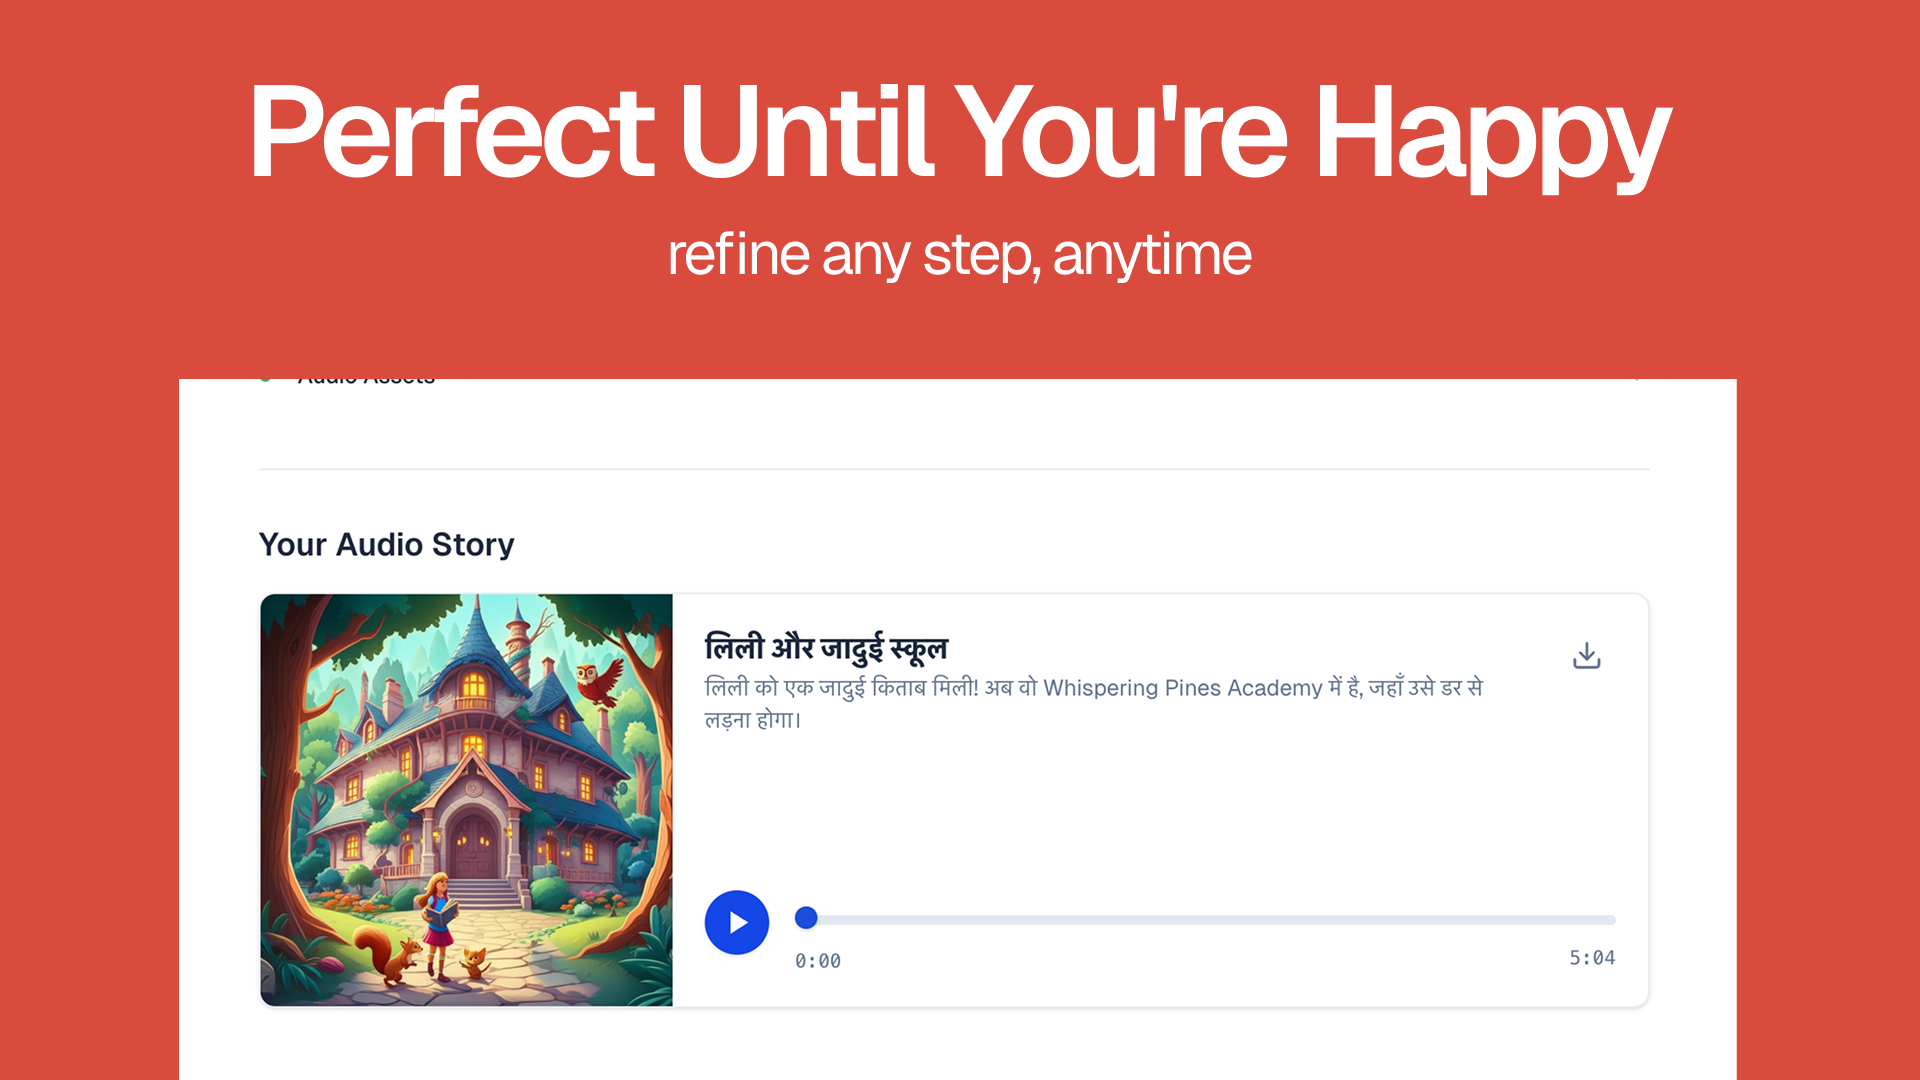 Perfect Until You're Happy
refine any step, anytime
Audio Assets
Your Audio Story
लिली और जादुई स्कूल
लिली को एक जादुई किताब मिली! अब वो Whispering Pines Academy में है, जहाँ उसे डर से
लड़ना होगा।
0:00
5:04